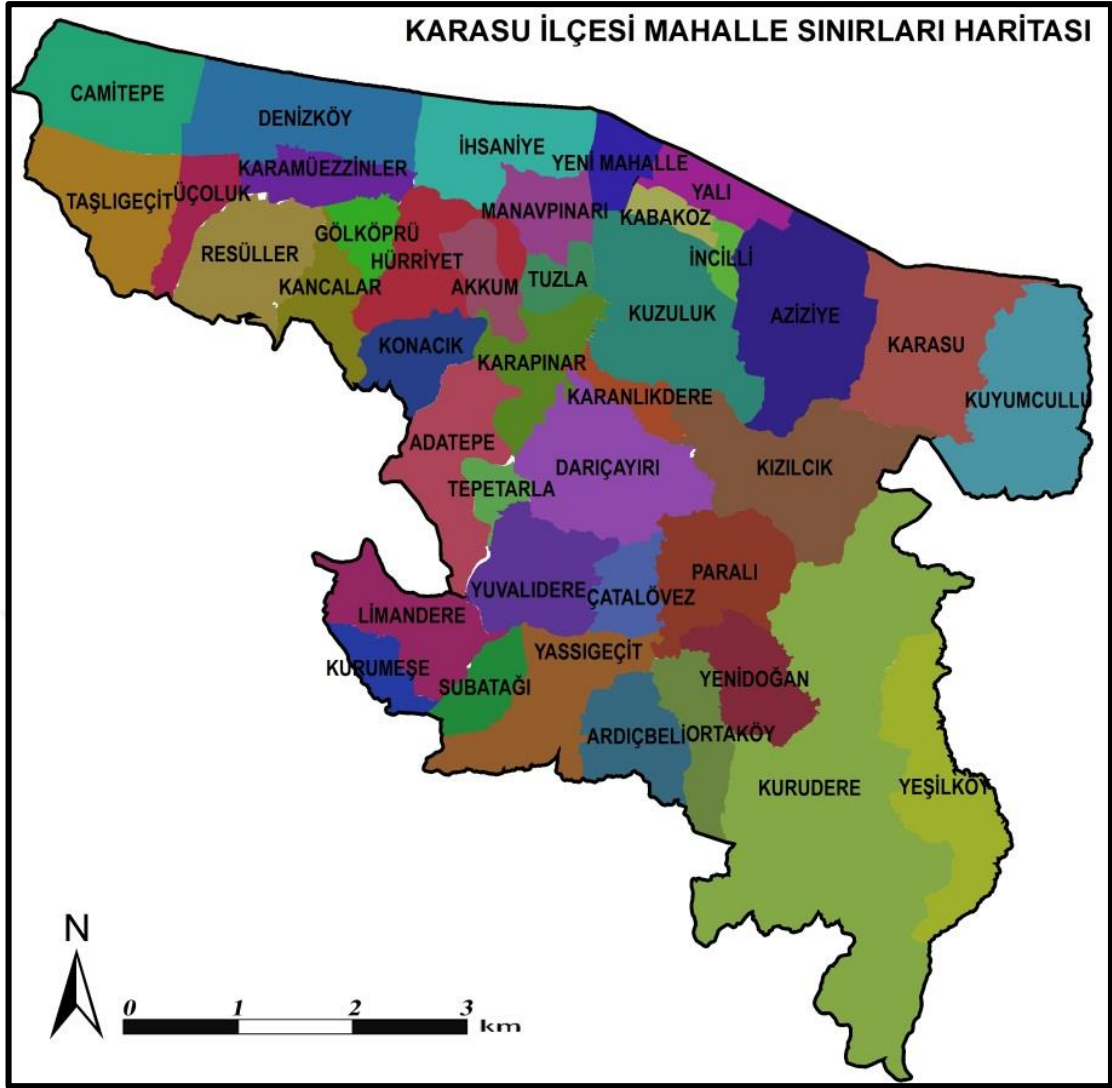 KARASU İLÇESİ MAHALLE SINIRLARI HARİTASI
CAMİTEPE
DENİZKÖY
İHSANİYE
YENİ MAHALLE
KARAMÜEZZİNLER
ÜÇOLUK
TAŞLIGEÇİT
YALI
MANAVPINARI
KABAKOZ
GÖLKÖPRÜ
RESÜLLER
HÜRRİYET
İNCİLLİ
KANCALAR
AKKUM
TUZLA
KUZULUK
AZİZİYE
KARASU
KONACIK
KARAPINAR
KARANLIKDERE
KUYUMCULLU
ADATEPE
DARIÇAYIRI
KIZILCIK
TEPETARLA
PARALI
YUVALIDERE
ÇATALÖVEZ
LİMANDERE
YASSIGEÇİT
KURUMEŞE
YENİDOĞAN
SUBATAĞI
ARDIÇBELİ
ORTAKÖY
KURUDERE
YEŞİLKÖY
N
0 1 2 3
km